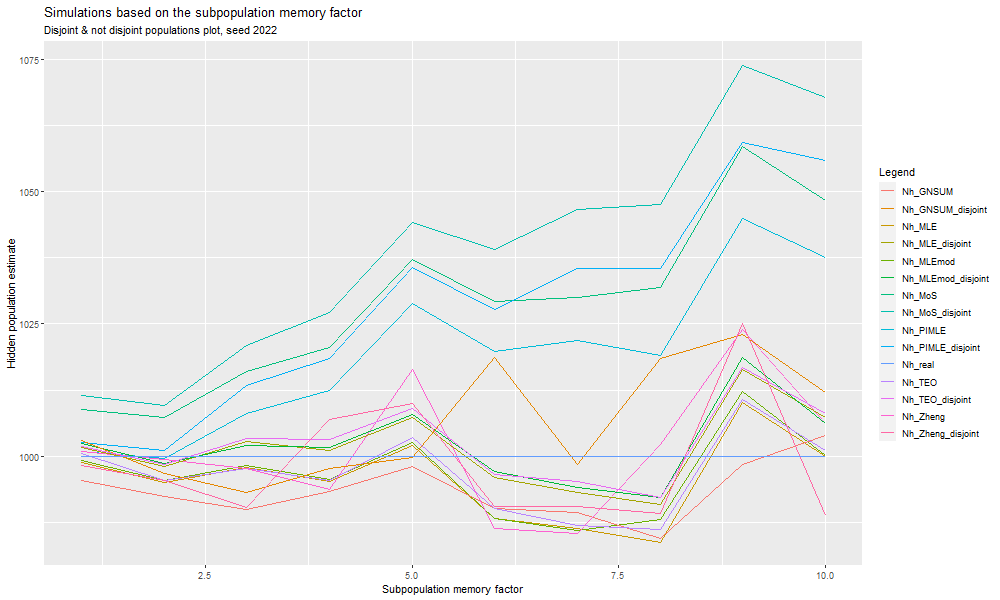 Simulations based on the subpopulation memory factor
Disjoint & not disjoint populations plot, seed 2022
1075
1050
1025
1000
Hidden population estimate
2.5
5.0
7.5
10.0
Subpopulation memory factor
Legend
Nh_GNSUM
Nh_GNSUM_disjoint
Nh_MLE
Nh_MLE_disjoint
Nh_MLEmod
Nh_MLEmod_disjoint
Nh_MoS
Nh_MoS_disjoint
Nh_PIMLE
Nh_PIMLE_disjoint
Nh_real
Nh_TEO
Nh_TEO_disjoint
Nh_Zheng
Nh_Zheng_disjoint